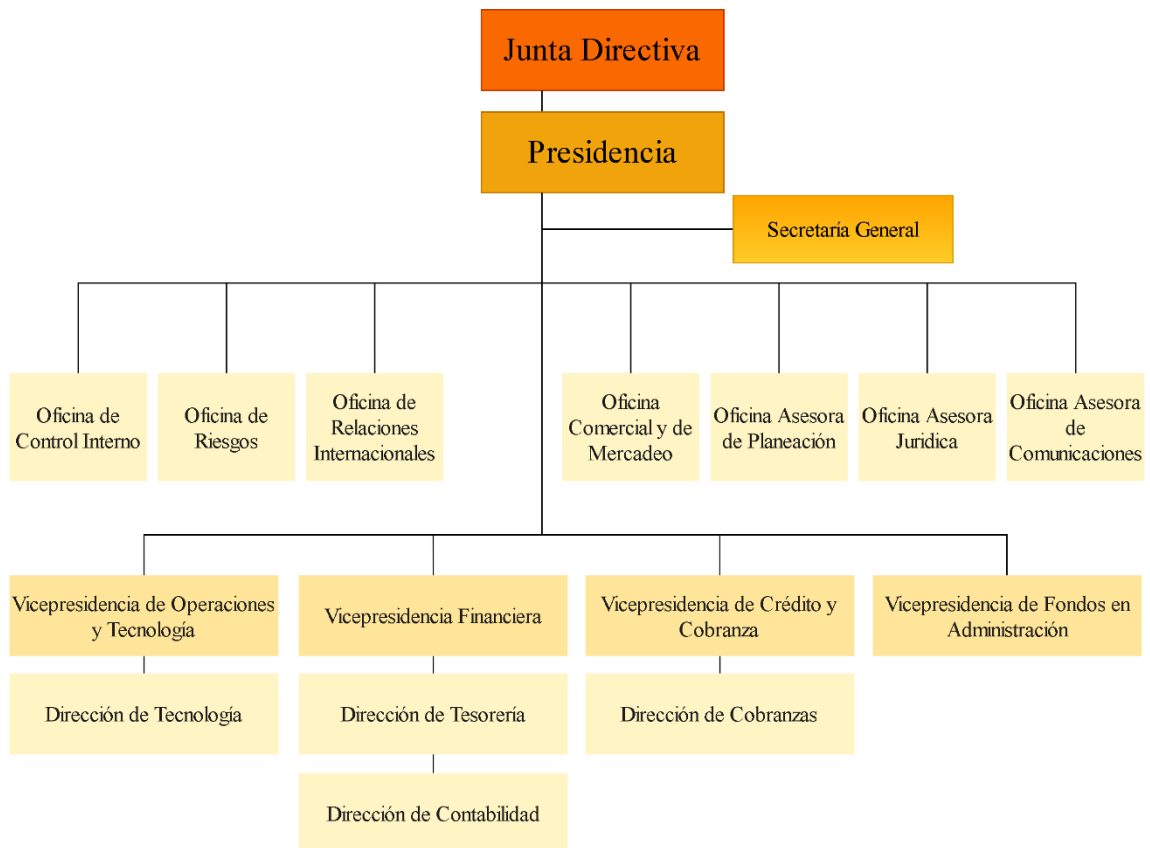 Junta Directiva
Presidencia
Secretaría General
Oficina de
Control Interno
Oficina de
Riesgos
Oficina de
Relaciones
Internacionales
Oficina
Comercial y de
Mercadeo
Oficina Asesora
de Planeación
Oficina Asesora
Juridica
Oficina Asesora
de
Comunicaciones
Vicepresidencia de Operaciones
y Tecnología
Vicepresidencia Financiera
Vicepresidencia de Crédito y
Cobranza
Vicepresidencia de Fondos en
Administración
Dirección de Tecnología
Dirección de Tesorería
Dirección de Cobranzas
Dirección de Contabilidad